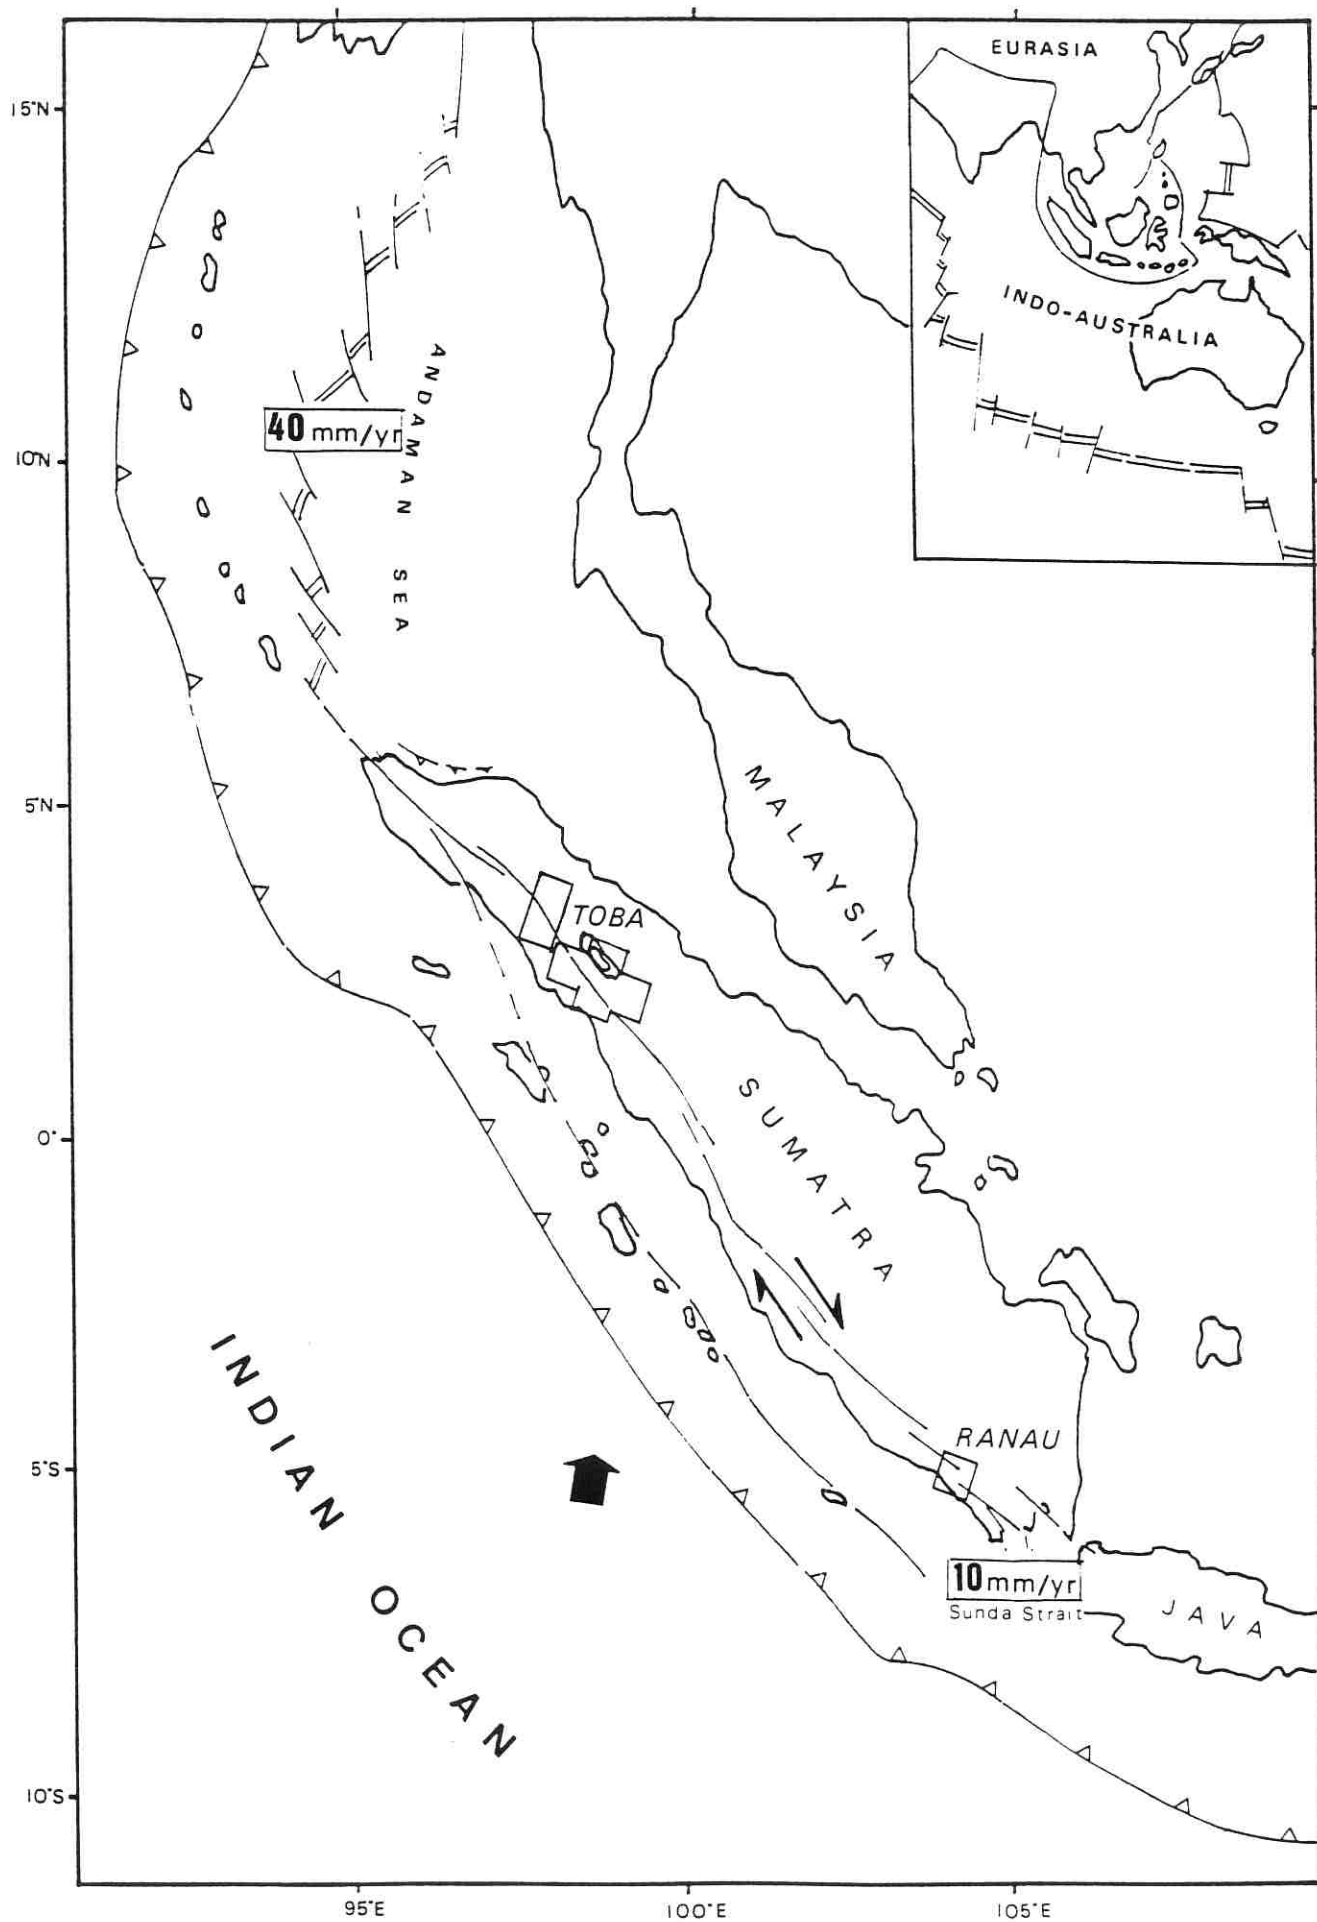 EURASIA
INDO-AUSTRALIA
15°N
10°N
5°N
0°
5°S
10°S
40 mm/yr
ANDAMAN SEA
MALAYSIA
TOBA
SUMATRA
RANAU
10 mm/yr
Sunda Strait
JAVA
INDIAN OCEAN
95°E
100°E
105°E